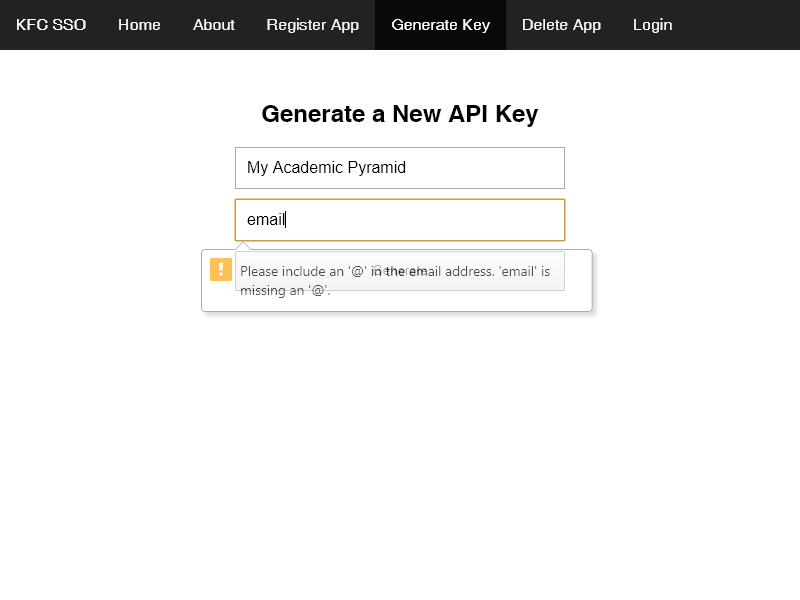 KFC SSO Home About Register App Generate Key Delete App Login
Generate a New API Key
My Academic Pyramid
email
Generate
Please include an '@' in the email address. 'email' is
missing an '@'.